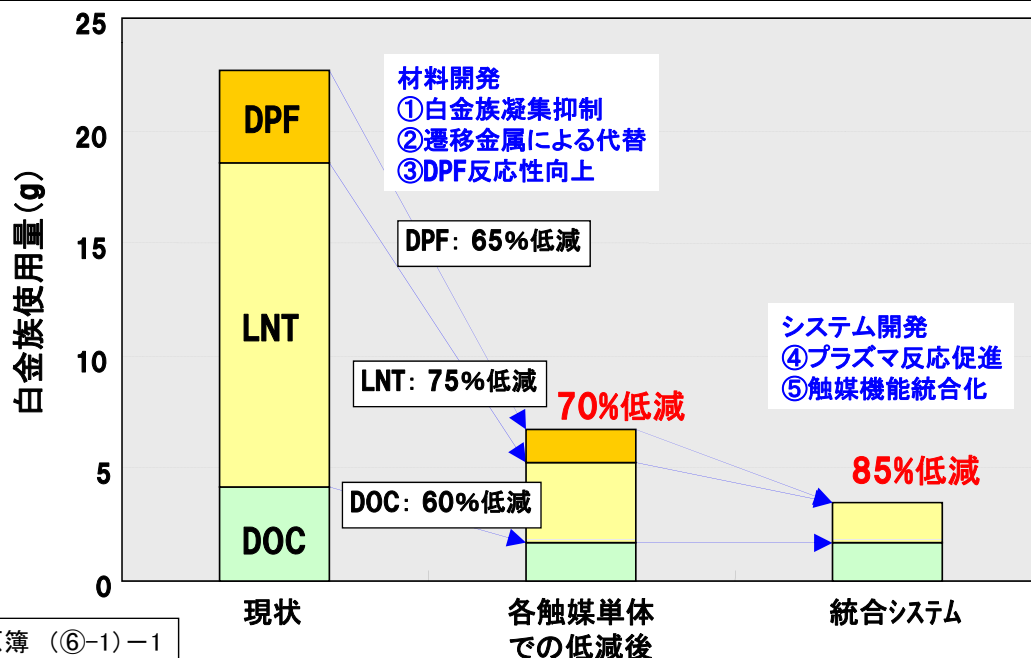 25
20
15
10
5
0
白金族使用量(g)
DPF
LNT
DOC
材料開発
①白金族凝集抑制
②遷移金属による代替
③DPF反応性向上
DPF: 65%低減
LNT: 75%低減
DOC: 60%低減
70%低減
システム開発
④プラズマ反応促進
⑤触媒機能統合化
85%低減
現状
各触媒単体
での低減後
統合システム
簿 (⑥-1)-1